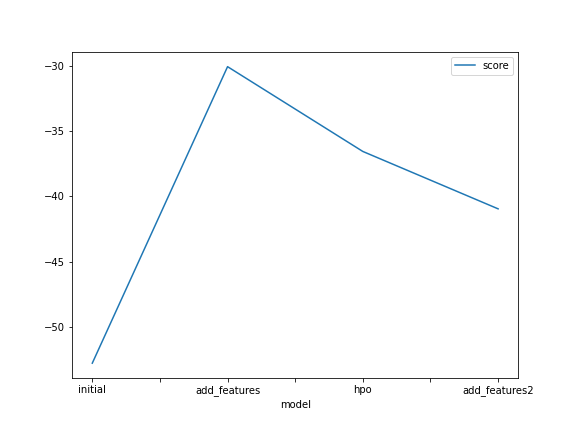 score
−30
−35
−40
−45
−50
initial
add_features
hpo
add_features2
model